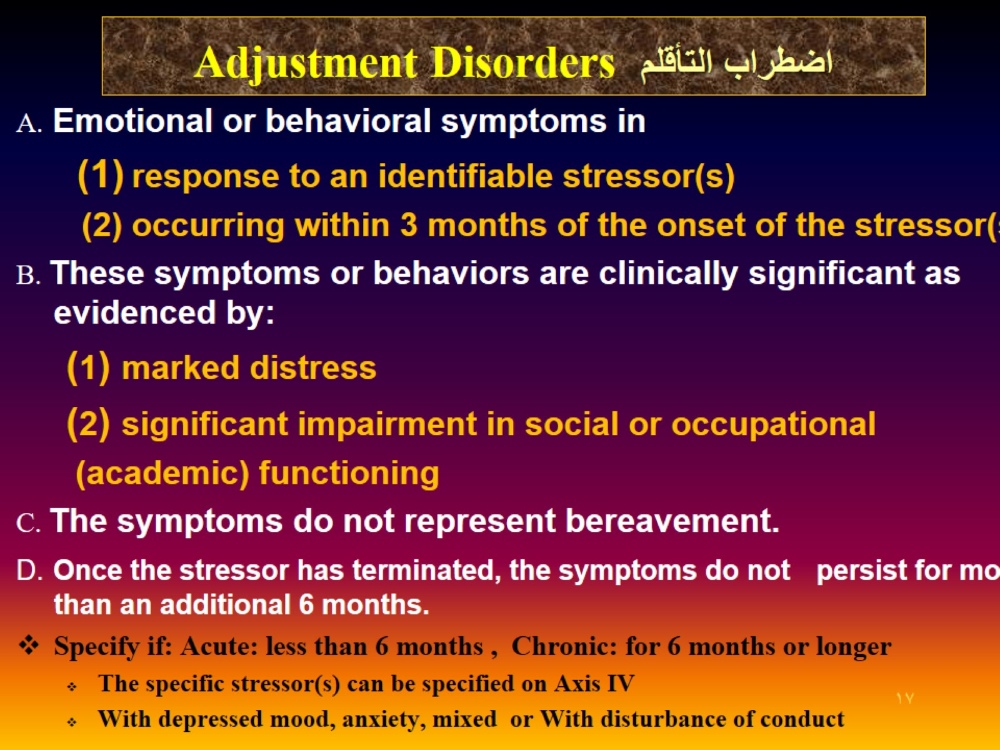 Adjustment Disorders اضطراب التأقلم
A. Emotional or behavioral symptoms in
(1) response to an identifiable stressor(s)
(2) occurring within 3 months of the onset of the stressor(s
B. These symptoms or behaviors are clinically significant as
evidenced by:
(1) marked distress
(2) significant impairment in social or occupational
(academic) functioning
C. The symptoms do not represent bereavement.
D. Once the stressor has terminated, the symptoms do not persist for mo
than an additional 6 months.
❖ Specify if: Acute: less than 6 months , Chronic: for 6 months or longer
❖ The specific stressor(s) can be specified on Axis IV
١٧
❖ With depressed mood, anxiety, mixed or With disturbance of conduct